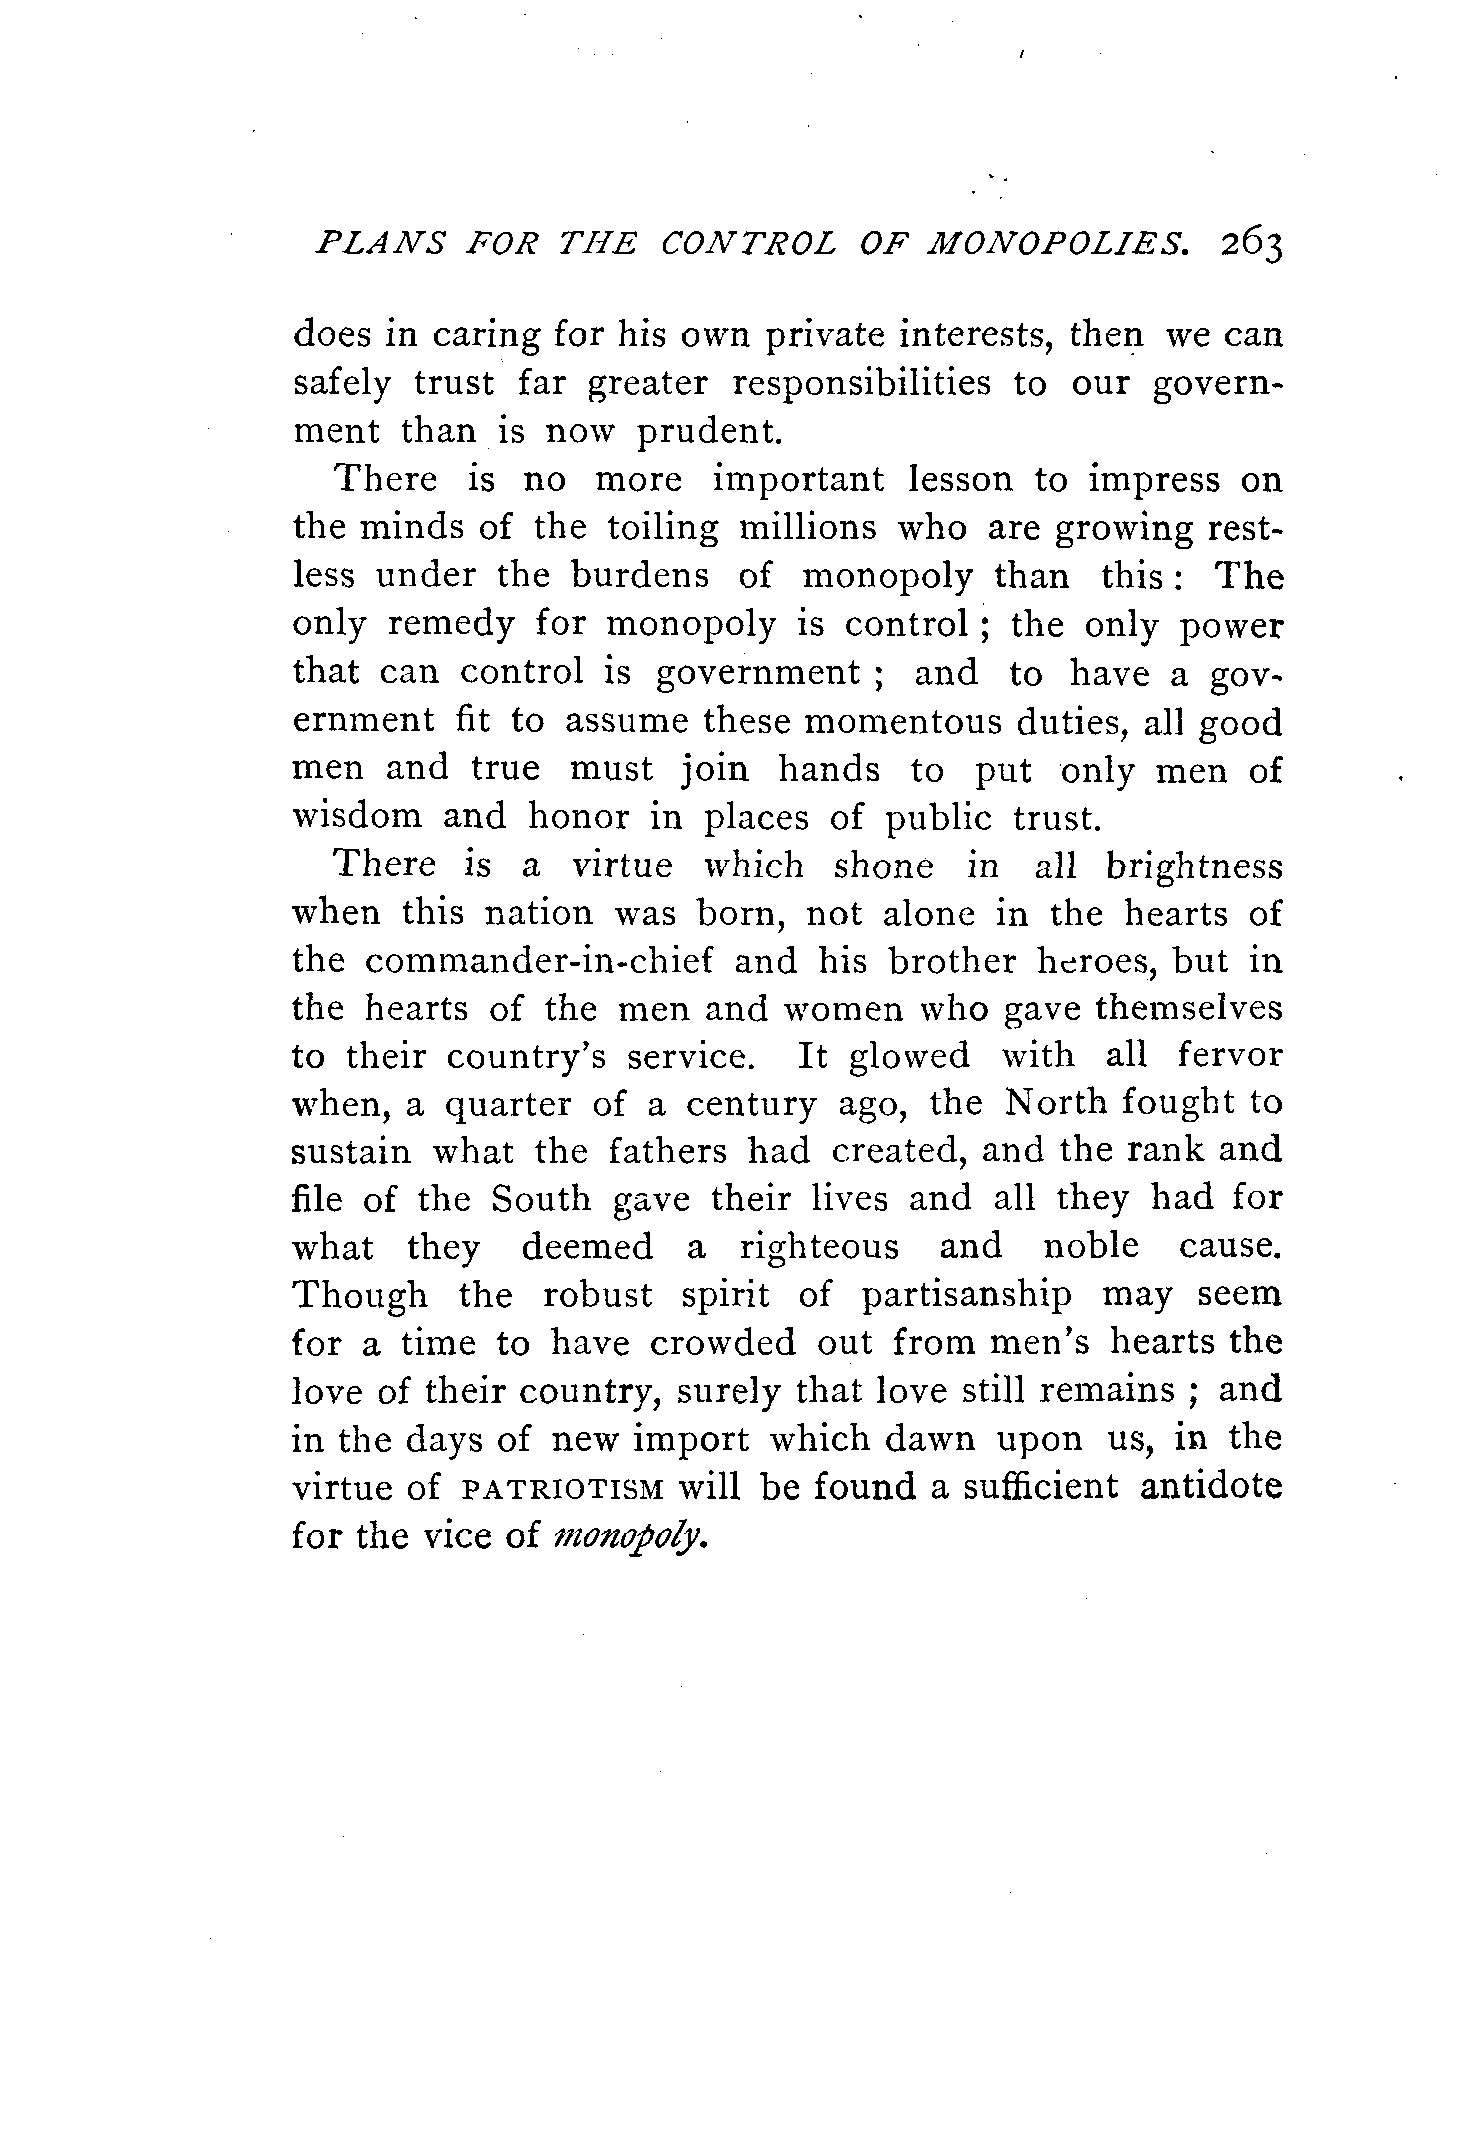 PLANS FOR THE CONTROL OF MONOPOLIES. 263
does in caring for his own private interests, then we can
safely trust far greater responsibilities to our govern-
ment than is now prudent.
There is no more important lesson to impress on
the minds of the toiling millions who are growing rest-
less under the burdens of monopoly than this : The
only remedy for monopoly is control ; the only power
that can control is government ; and to have a gov-
ernment fit to assume these momentous duties, all good
men and true must join hands to put only men of
wisdom and honor in places of public trust.
There is a virtue which shone in all brightness
when this nation was born, not alone in the hearts of
the commander-in-chief and his brother heroes, but in
the hearts of the men and women who gave themselves
to their country's service. It glowed with all fervor
when, a quarter of a century ago, the North fought to
sustain what the fathers had created, and the rank and
file of the South gave their lives and all they had for
what they deemed a righteous and noble cause.
Though the robust spirit of partisanship may seem
for a time to have crowded out from men's hearts the
love of their country, surely that love still remains ; and
in the days of new import which dawn upon us, in the
virtue of PATRIOTISM will be found a sufficient antidote
for the vice of monopoly.